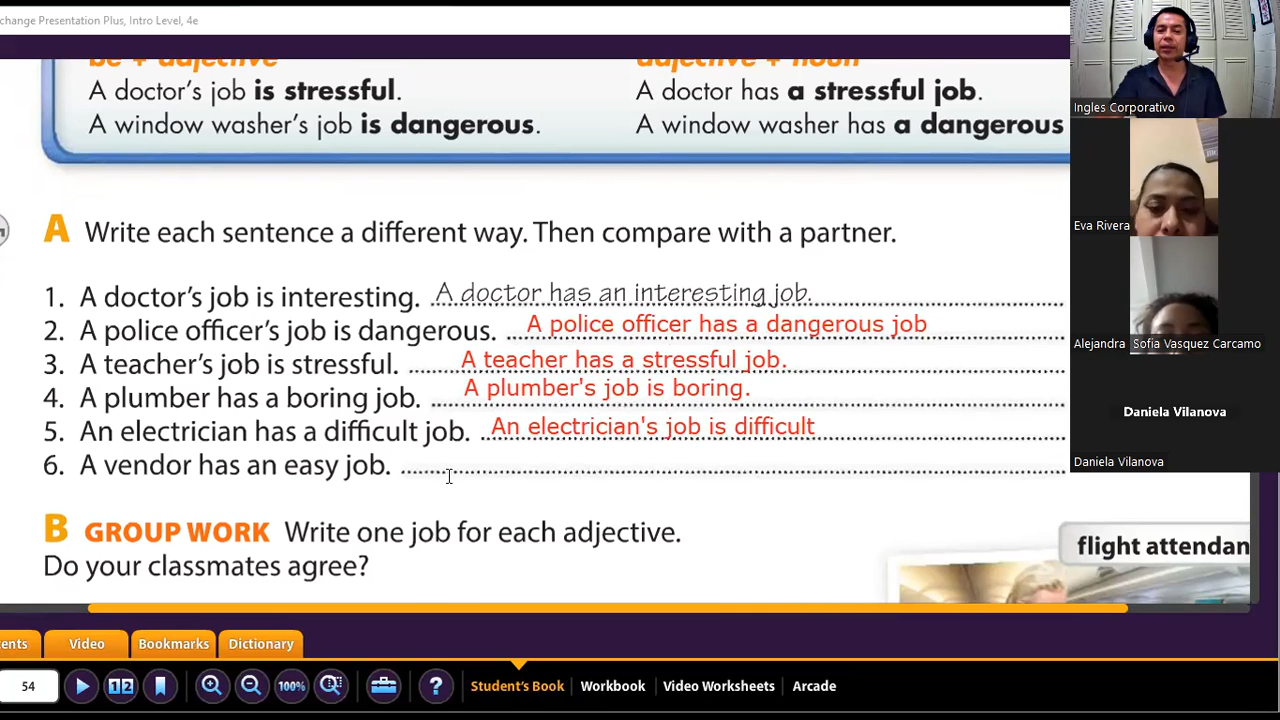 change Presentation Plus, Intro Level, 4e
be + adjective
adjective + noun
A doctor's job is stressful.
A doctor has a stressful job.
A window washer's job is dangerous.
A window washer has a dangerous
A Write each sentence a different way. Then compare with a partner.
1. A doctor's job is interesting. A doctor has an interesting job.
2. A police officer's job is dangerous. A police officer has a dangerous job
3. A teacher's job is stressful. A teacher has a stressful job.
4. A plumber has a boring job. A plumber's job is boring.
5. An electrician has a difficult job. An electrician's job is difficult
6. A vendor has an easy job.
B GROUP WORK Write one job for each adjective.
Do your classmates agree?
flight attendan
Ingles Corporativo
Eva Rivera
Alejandra Sofia Vasquez Carcamo
Daniela Vilanova
Daniela Vilanova
ents Video Bookmarks Dictionary
54 12 100% ? Student's Book Workbook Video Worksheets Arcade